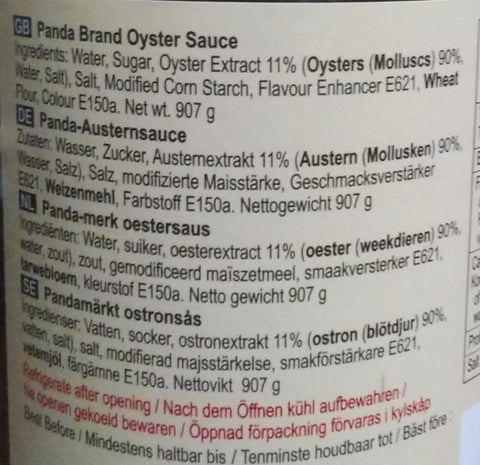 GB Panda Brand Oyster Sauce
Ingredients: Water, Sugar, Oyster Extract 11% (Oysters (Molluscs) 90%,
Water, Salt), Salt, Modified Corn Starch, Flavour Enhancer E621, Wheat
Flour, Colour E150a. Net wt. 907 g
DE Panda-Austernsauce
Zutaten: Wasser, Zucker, Austernextrakt 11% (Austern (Mollusken) 90%,
Wasser, Salz), Salz, modifizierte Maisstärke, Geschmacksverstärker
E621, Weizenmehl, Farbstoff E150a. Nettogewicht 907 g
NL Panda-merk oestersaus
Ingrediënten: Water, suiker, oesterextract 11% (oester (weekdieren) 90%,
water, zout), zout, gemodificeerd maïszetmeel, smaakversterker E621,
tarwebloem, kleurstof E150a. Netto gewicht 907 g
SE Pandamärkt ostronsås
Ingredienser: Vatten, socker, ostronextrakt 11% (ostron (blötdjur) 90%,
vatten, salt), salt, modifierad majsstärkelse, smakförstärkare E621,
vetemjöl, färgämne E150a. Nettovikt 907 g
Refrigerate after opening / Nach dem Öffnen kühl aufbewahren /
Na openen gekoeld bewaren / Öppnad förpackning förvaras i kylskåp
Best Before / Mindestens haltbar bis / Tenminste houdbaar tot / Bäst före :